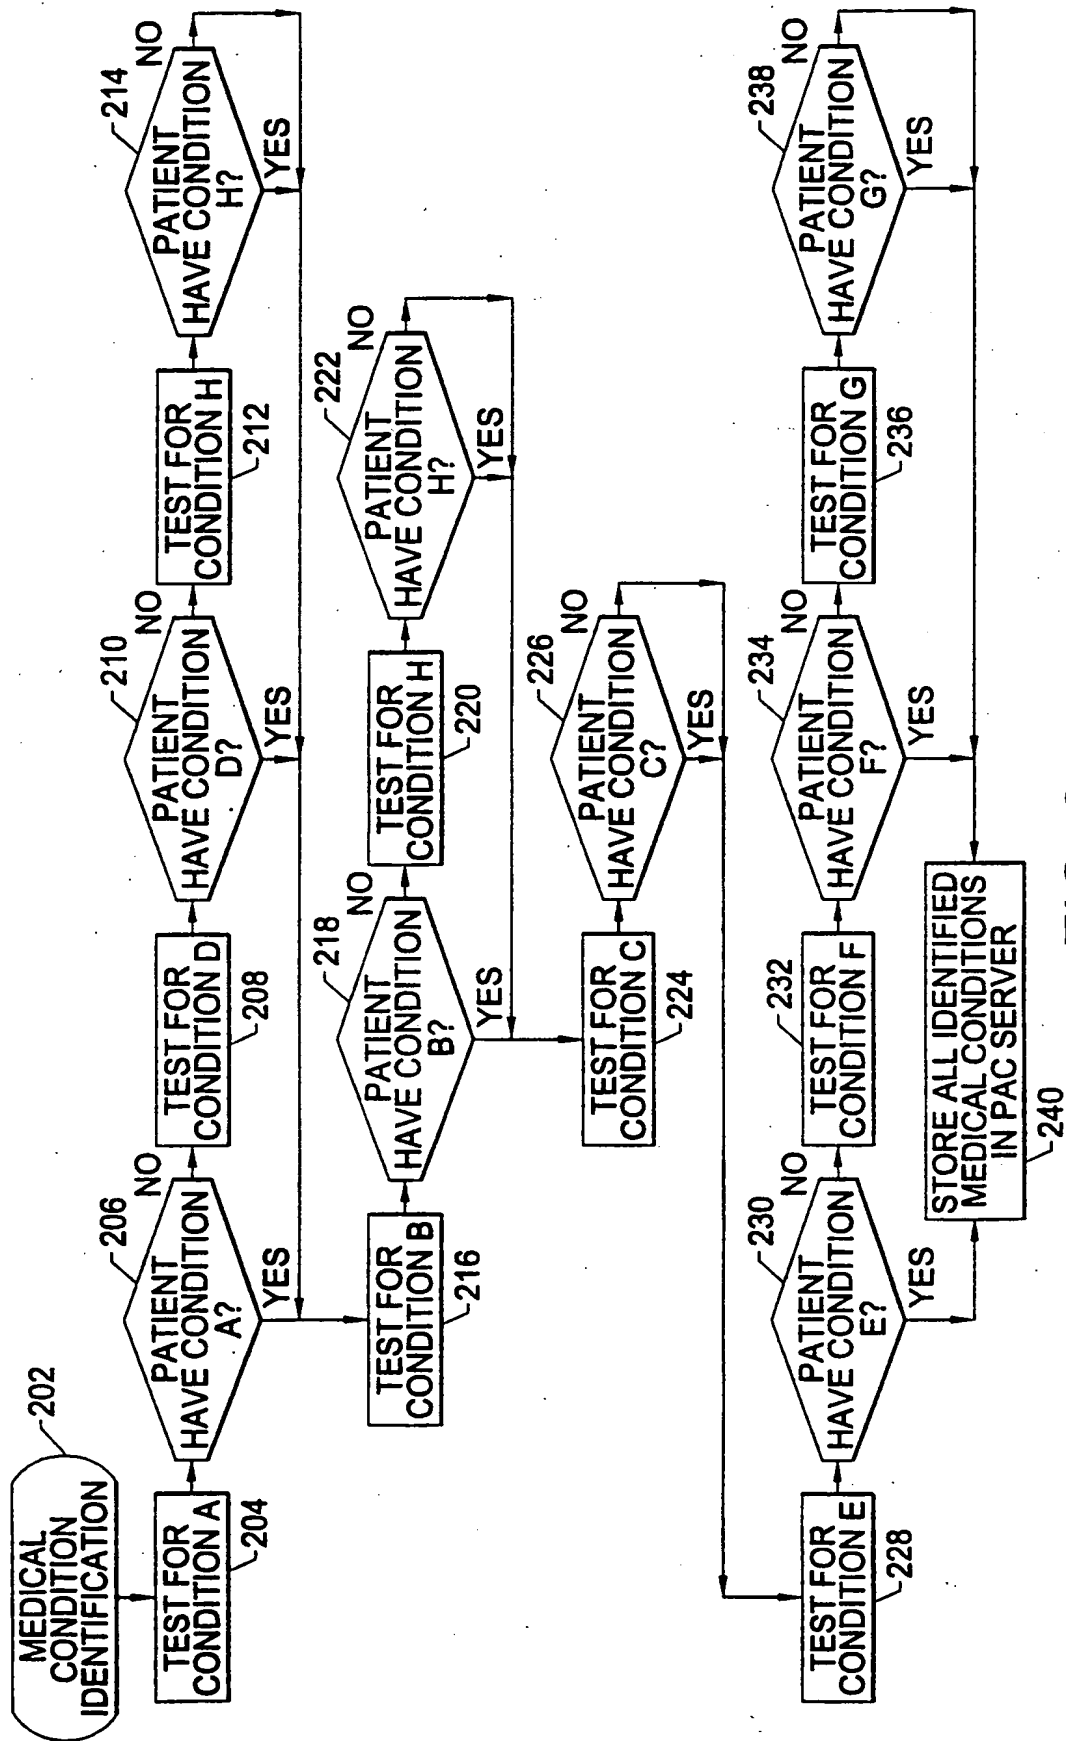 MEDICAL
CONDITION
IDENTIFICATION
202
TEST FOR
CONDITION A
204
PATIENT
HAVE CONDITION
A?
206
NO
YES
TEST FOR
CONDITION D
208
PATIENT
HAVE CONDITION
D?
210
NO
YES
TEST FOR
CONDITION H
212
PATIENT
HAVE CONDITION
H?
214
NO
YES
TEST FOR
CONDITION B
216
PATIENT
HAVE CONDITION
B?
218
NO
YES
TEST FOR
CONDITION H
220
PATIENT
HAVE CONDITION
H?
222
NO
YES
TEST FOR
CONDITION C
224
PATIENT
HAVE CONDITION
C?
226
NO
YES
TEST FOR
CONDITION E
228
PATIENT
HAVE CONDITION
E?
230
NO
YES
TEST FOR
CONDITION F
232
PATIENT
HAVE CONDITION
F?
234
NO
YES
TEST FOR
CONDITION G
236
PATIENT
HAVE CONDITION
G?
238
NO
YES
STORE ALL IDENTIFIED
MEDICAL CONDITIONS
IN PAC SERVER
240